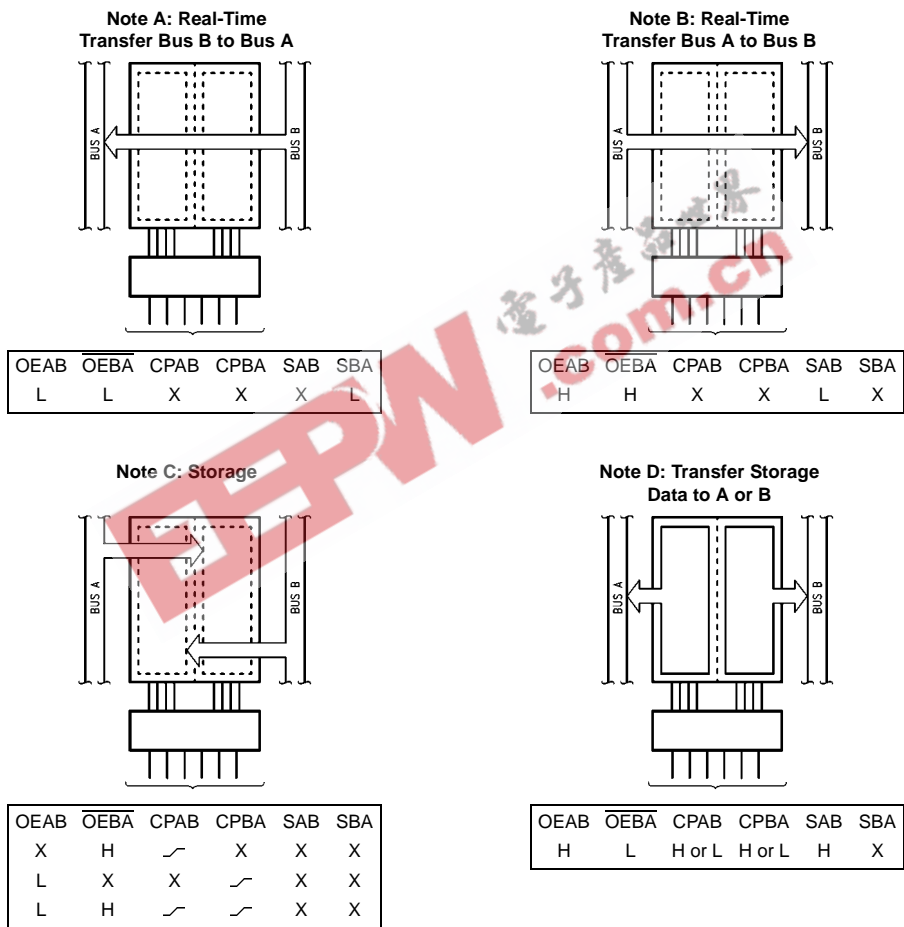 Note A: Real-Time
Transfer Bus B to Bus A
BUS A
BUS B
OEAB OEBA CPAB CPBA SAB SBA
L L X X X L
Note B: Real-Time
Transfer Bus A to Bus B
BUS A
BUS B
OEAB OEBA CPAB CPBA SAB SBA
H H X X L X
Note C: Storage
BUS A
BUS B
OEAB OEBA CPAB CPBA SAB SBA
X H X X X
L X X X X
L H X X
Note D: Transfer Storage
Data to A or B
BUS A
BUS B
OEAB OEBA CPAB CPBA SAB SBA
H L H or L H or L H X
EEPW.com.cn
電子產品世界